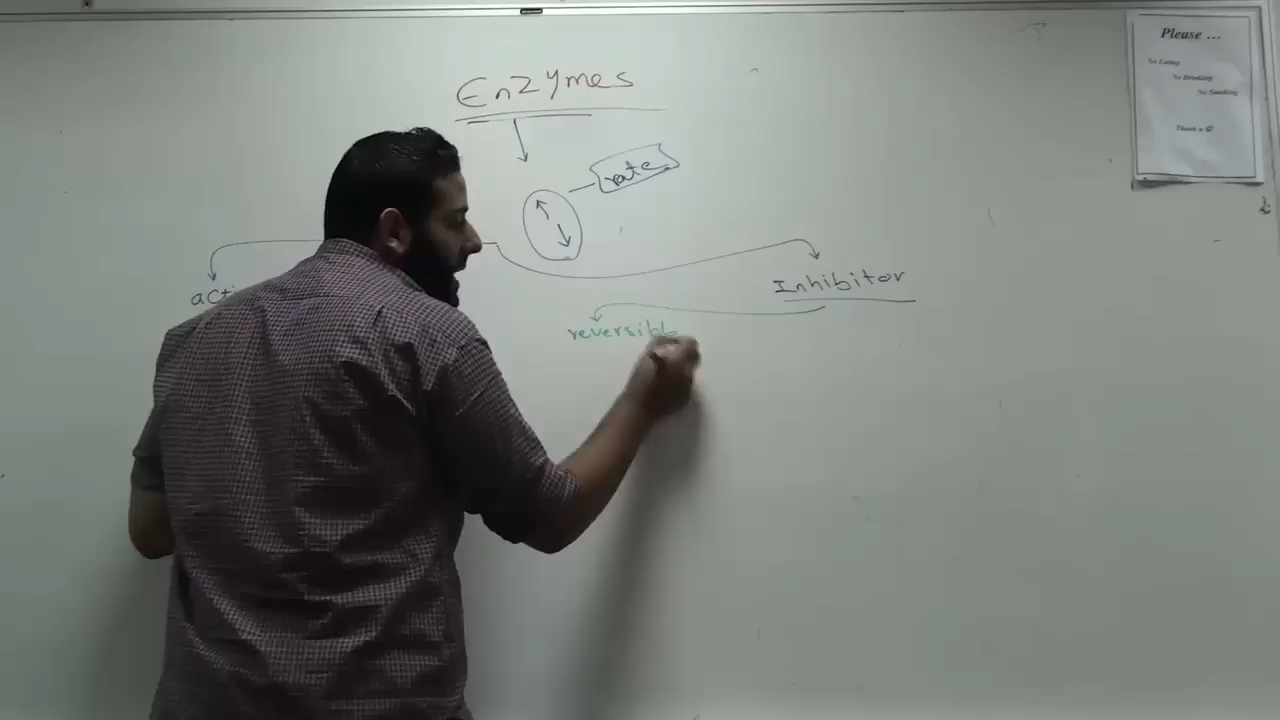 Enzymes
rate
Inhibitor
reversible
Please ...
No Eating
No Drinking
No Smoking
Thank u